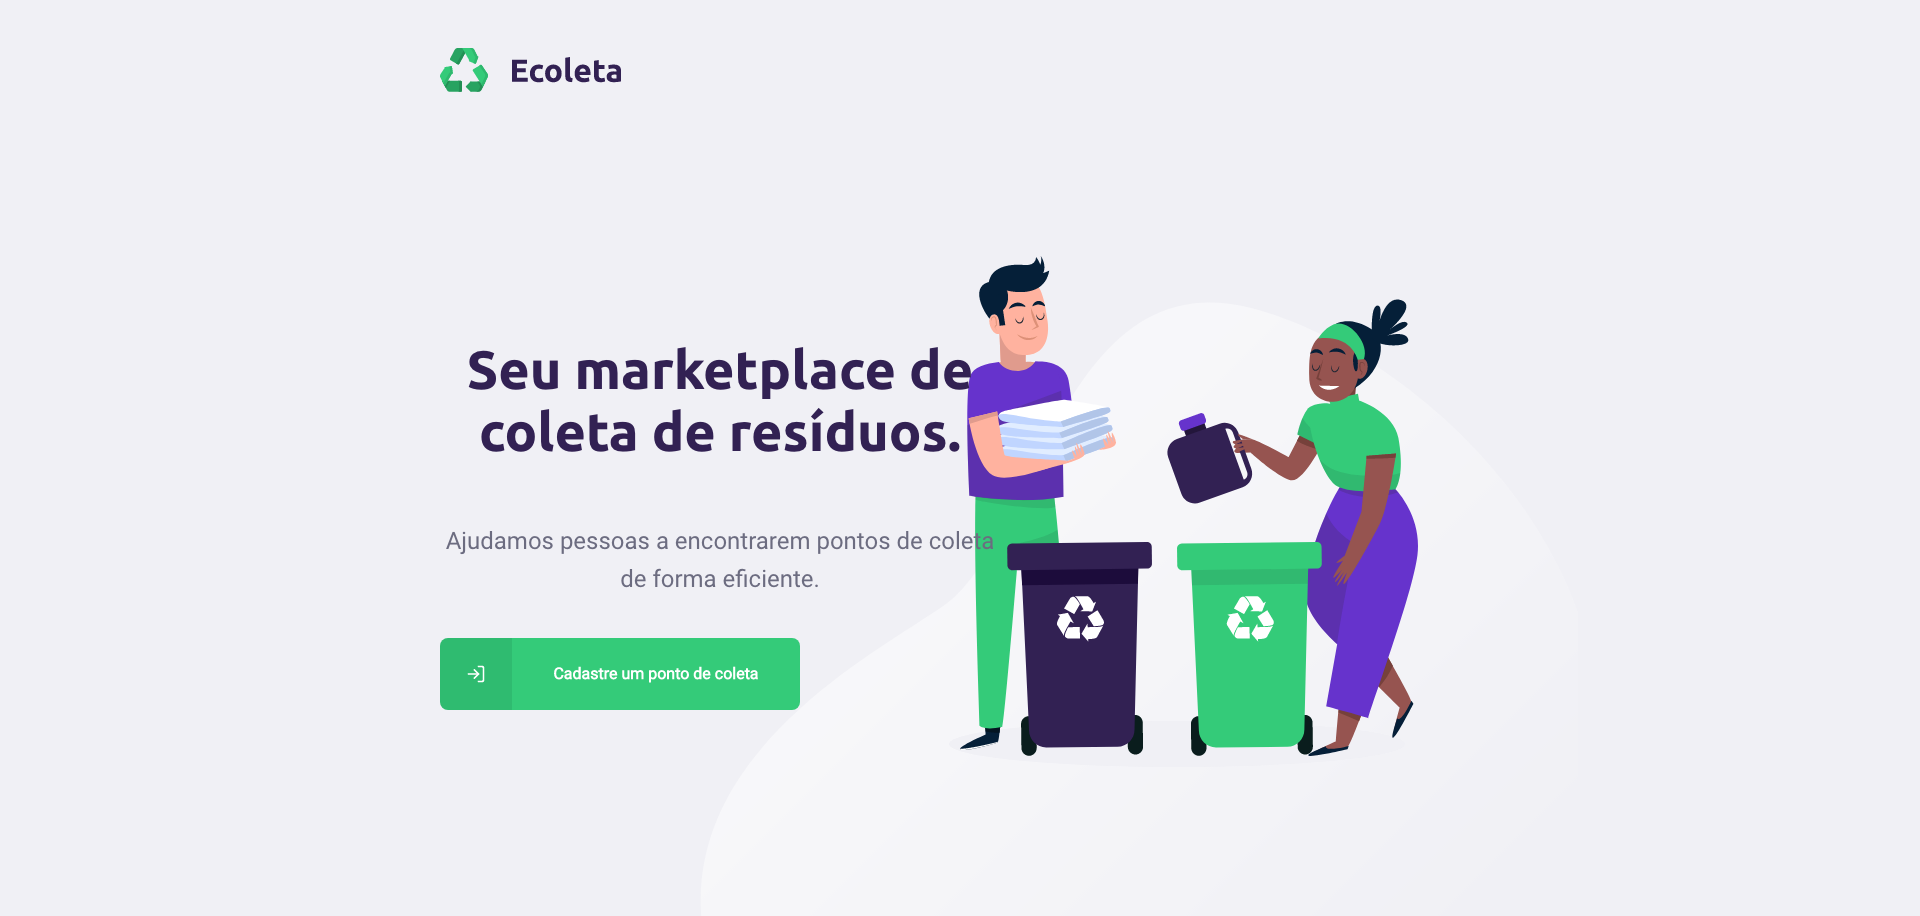 Ecoleta
Seu marketplace de
coleta de resíduos.
Ajudamos pessoas a encontrarem pontos de coleta
de forma eficiente.
Cadastre um ponto de coleta